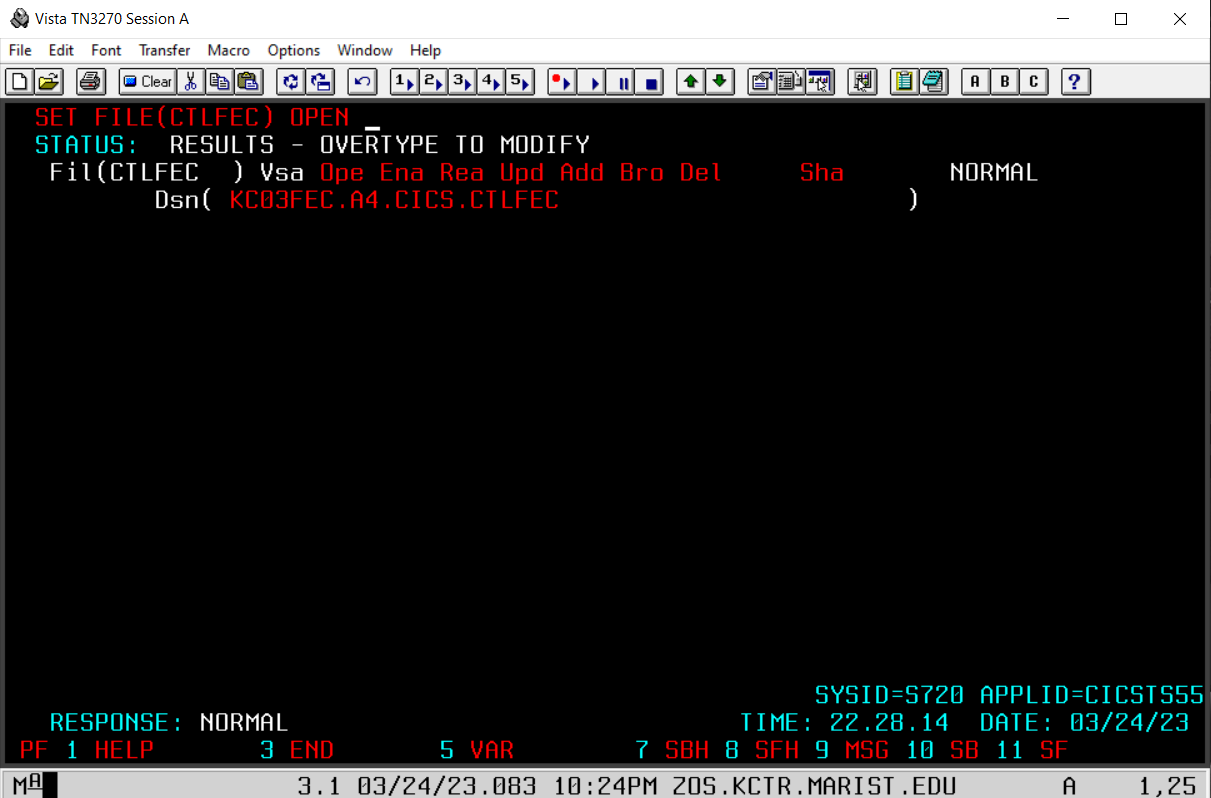 Vista TN3270 Session A
File Edit Font Transfer Macro Options Window Help
Clear 1 2 3 4 5 A B C ?
SET FILE(CTLFEC) OPEN
STATUS: RESULTS - OVERTYPE TO MODIFY
Fil(CTLFEC ) Vsa Ope Ena Rea Upd Add Bro Del Sha NORMAL
Dsn( KC03FEC.A4.CICS.CTLFEC )
SYSID=S720 APPLID=CICSTS55
RESPONSE: NORMAL TIME: 22.28.14 DATE: 03/24/23
PF 1 HELP 3 END 5 VAR 7 SBH 8 SFH 9 MSG 10 SB 11 SF
MA 3.1 03/24/23.083 10:24PM ZOS.KCTR.MARIST.EDU A 1,25